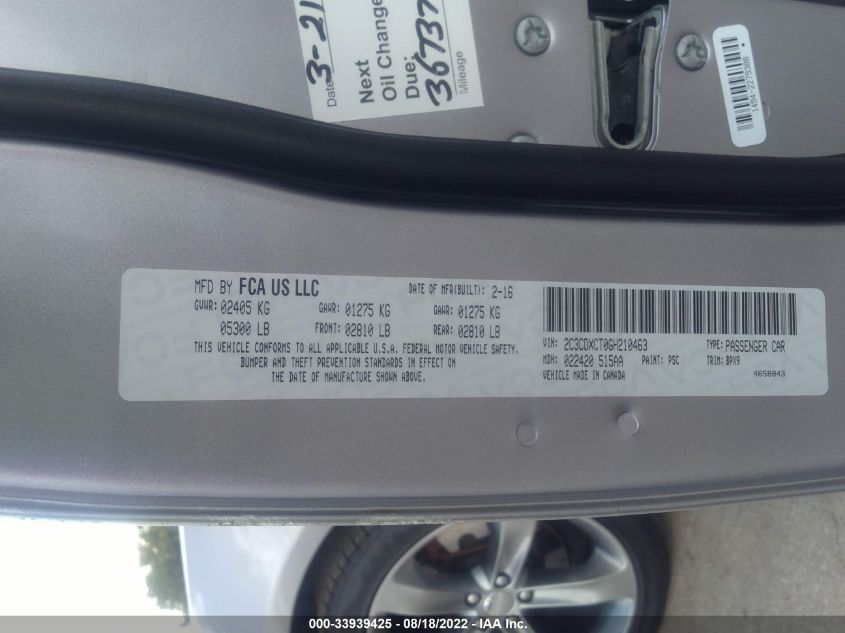 3-21
Date
Next
Oil Change
Due:
36737
Mileage
1494-2279308
MFD BY FCA US LLC
DATE OF MFR(BUILT): 2-16
GVWR: 02405 KG GAWR: 01275 KG GAWR: 01275 KG
05300 LB FRONT: 02810 LB REAR: 02810 LB
THIS VEHICLE CONFORMS TO ALL APPLICABLE U.S.A. FEDERAL MOTOR VEHICLE SAFETY,
BUMPER AND THEFT PREVENTION STANDARDS IN EFFECT ON
THE DATE OF MANUFACTURE SHOWN ABOVE.
VIN: 2C3CDXCT0GH210463 TYPE: PASSENGER CAR
MDH: 022420 515AA PAINT: PSC TRIM: BPX9
VEHICLE MADE IN CANADA 4658843
000-33939425 - 08/18/2022 - IAA Inc.